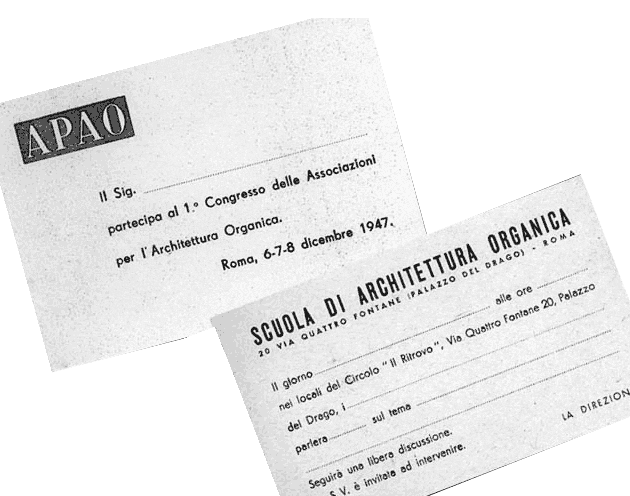 APAO
Il Sig.
partecipa al 1.º Congresso delle Associazioni
per l'Architettura Organica.
Roma, 6-7-8 dicembre 1947.
SCUOLA DI ARCHITETTURA ORGANICA
20 VIA QUATTRO FONTANE (PALAZZO DEL DRAGO) - ROMA
Il giorno alle ore
nei locali del Circolo "Il Ritrovo", Via Quattro Fontane 20, Palazzo
del Drago, i
parlerà sul tema
Seguirà una libera discussione.
S. V. è invitata ad intervenire.
LA DIREZION